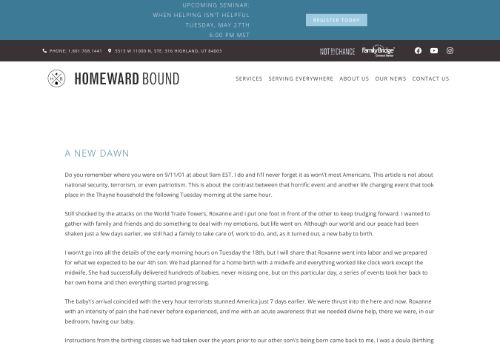 UPCOMING SEMINAR:
WHEN HELPING ISN'T HELPFUL
TUESDAY, MAY 27TH
6:00 PM MST
REGISTER TODAY
PHONE: 1.801.768.1441
5513 W 11000 N, STE. 316 HIGHLAND, UT 84003
NOT BY CHANCE
FamilyBridge
HOMEWARD BOUND
SERVICES SERVING EVERYWHERE ABOUT US OUR NEWS CONTACT US
A NEW DAWN
Do you remember where you were on 9/11/01 at about 9am EST. I do and I\'ll never forget it as won\'t most Americans. This article is not about
national security, terrorism, or even patriotism. This is about the contrast between that horrific event and another life changing event that took
place in the Thayne household the following Tuesday morning at the same hour.
Still shocked by the attacks on the World Trade Towers, Roxanne and I put one foot in front of the other to keep trudging forward. I wanted to
gather with family and friends and do something to deal with my emotions, but life went on. Although our world and our peace had been
shaken just a few days earlier, we still had a family to take care of, work to do, and, as it turned out, a new baby to birth.
I won\'t go into all the details of the early morning hours on Tuesday the 18th, but I will share that Roxanne went into labor and we prepared
for what we expected to be our 4th son. We had planned for a home birth with a midwife and everything worked like clock work except the
midwife. She had successfully delivered hundreds of babies, never missing one, but on this particular day, a series of events took her back to
her own home and then everything started progressing.
The baby\'s arrival coincided with the very hour terrorists stunned America just 7 days earlier. We were thrust into the here and now. Roxanne
with an intensity of pain she had never before experienced, and me with an acute awareness that we needed divine help, there we were, in our
bedroom, having our baby.
Instructions from the birthing classes we had taken over the years prior to our other son\'s being born came back to me. I was a doula (birthing